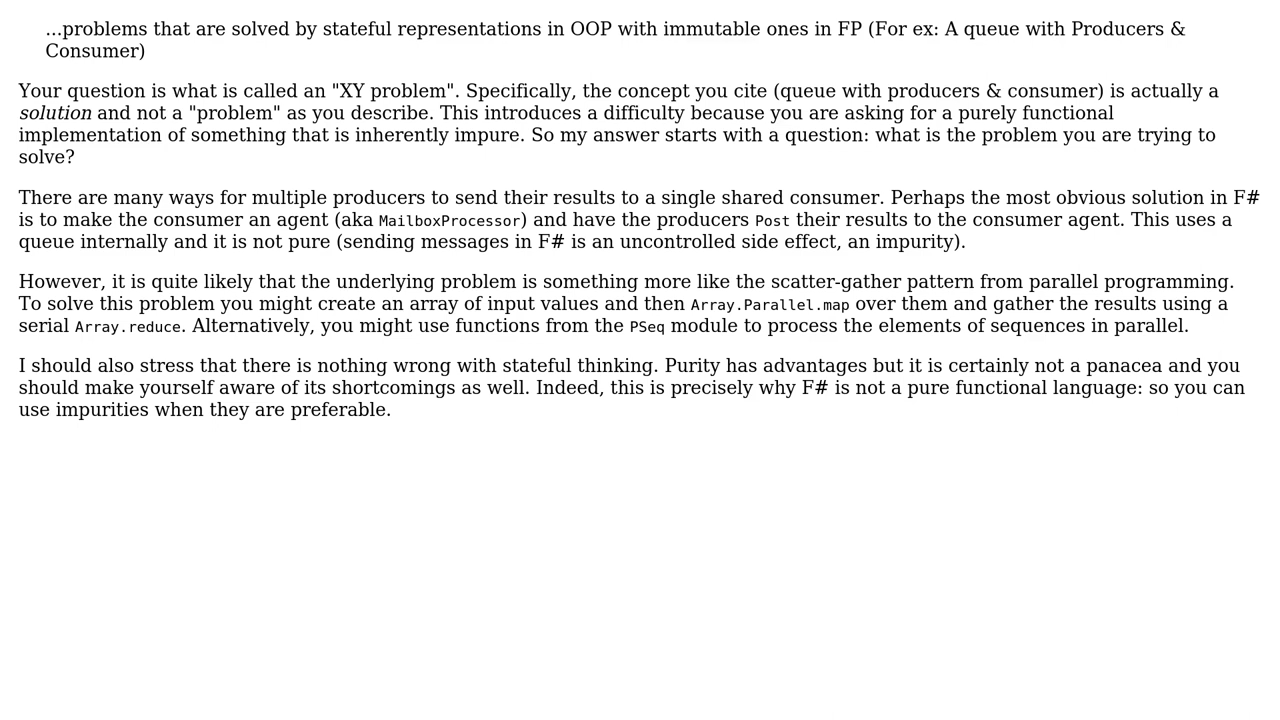 ...problems that are solved by stateful representations in OOP with immutable ones in FP (For ex: A queue with Producers &
Consumer)
Your question is what is called an "XY problem". Specifically, the concept you cite (queue with producers & consumer) is actually a
solution and not a "problem" as you describe. This introduces a difficulty because you are asking for a purely functional
implementation of something that is inherently impure. So my answer starts with a question: what is the problem you are trying to
solve?
There are many ways for multiple producers to send their results to a single shared consumer. Perhaps the most obvious solution in F#
is to make the consumer an agent (aka MailboxProcessor) and have the producers Post their results to the consumer agent. This uses a
queue internally and it is not pure (sending messages in F# is an uncontrolled side effect, an impurity).
However, it is quite likely that the underlying problem is something more like the scatter-gather pattern from parallel programming.
To solve this problem you might create an array of input values and then Array.Parallel.map over them and gather the results using a
serial Array.reduce. Alternatively, you might use functions from the PSeq module to process the elements of sequences in parallel.
I should also stress that there is nothing wrong with stateful thinking. Purity has advantages but it is certainly not a panacea and you
should make yourself aware of its shortcomings as well. Indeed, this is precisely why F# is not a pure functional language: so you can
use impurities when they are preferable.